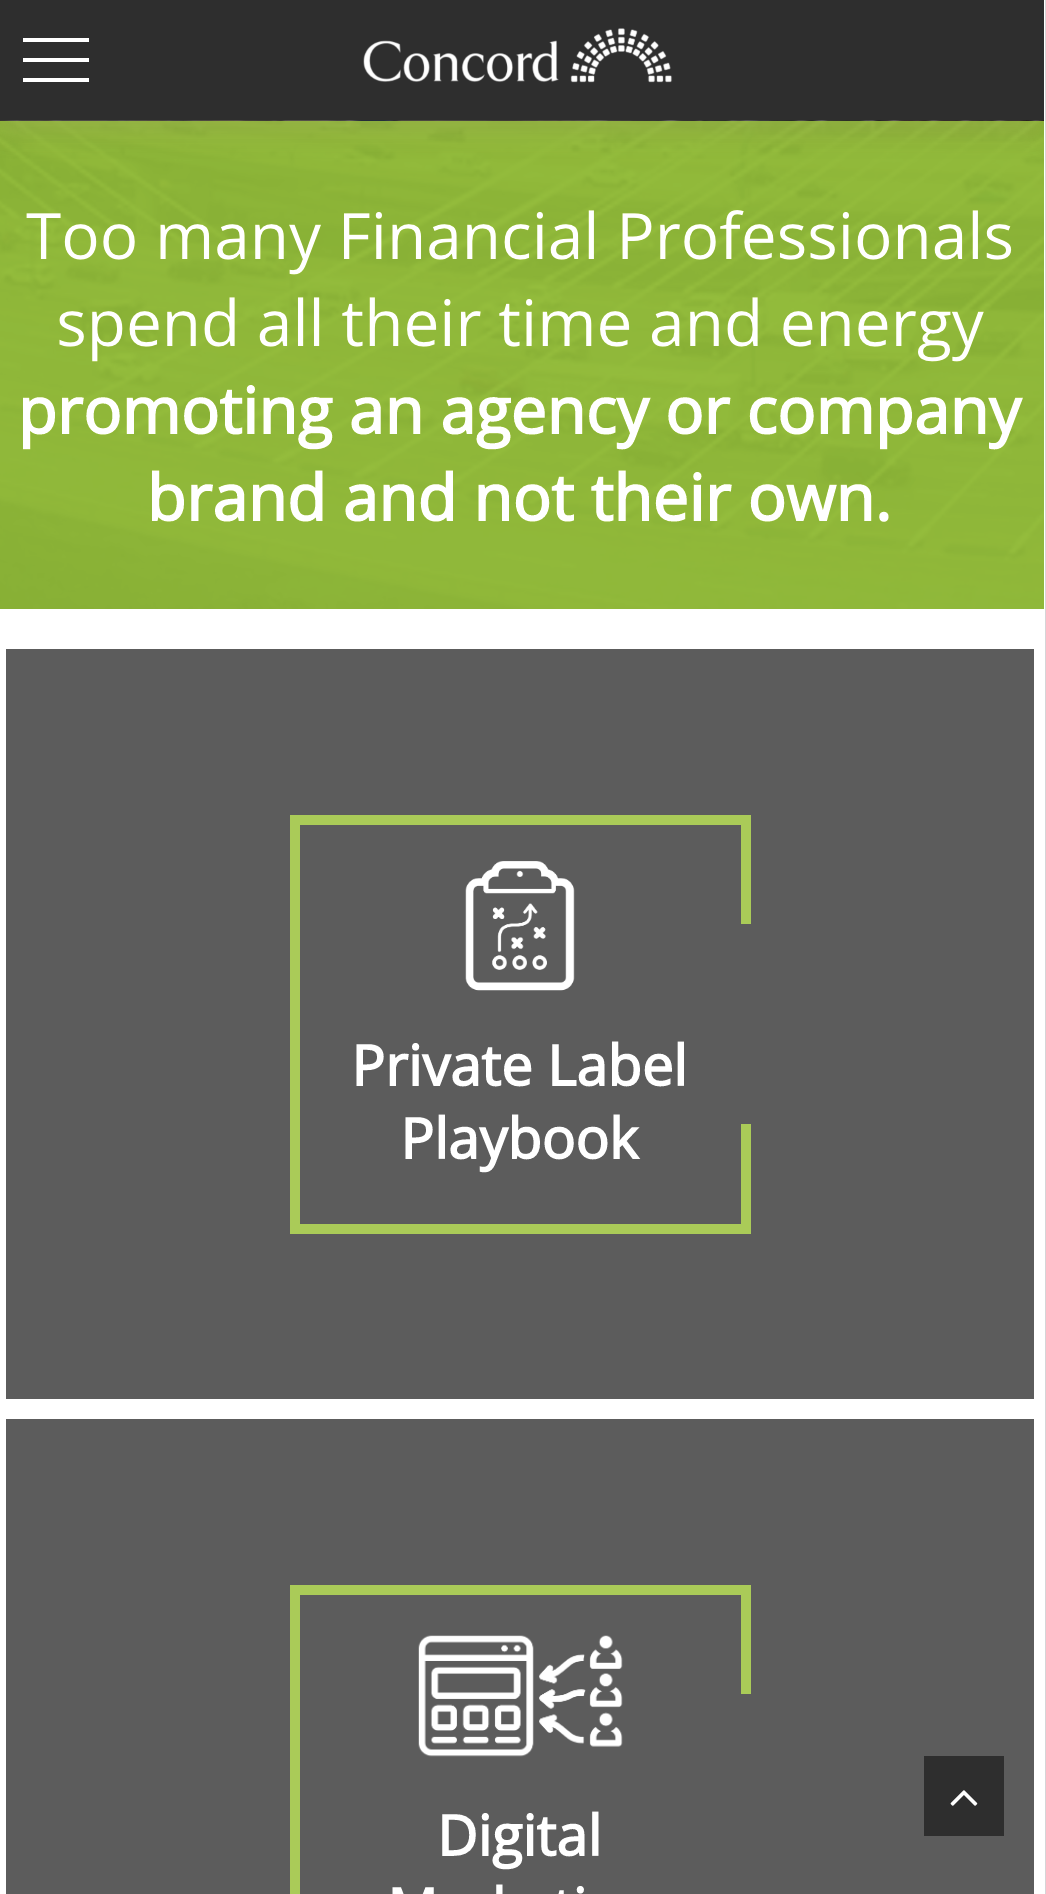 Concord
Too many Financial Professionals
spend all their time and energy
promoting an agency or company
brand and not their own.
Private Label
Playbook
Digital